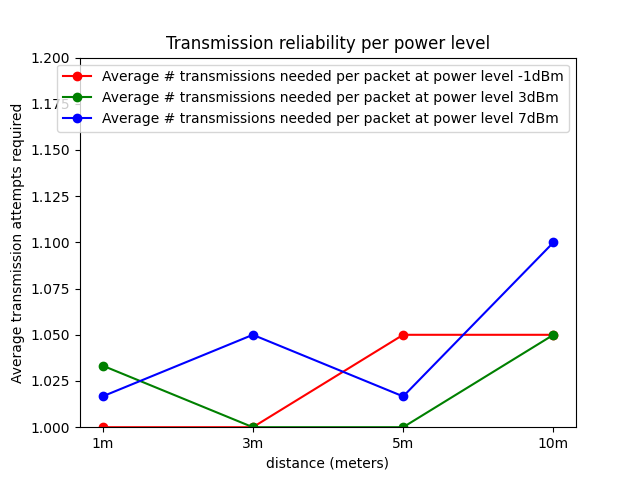 Transmission reliability per power level
Average # transmissions needed per packet at power level -1dBm
Average # transmissions needed per packet at power level 3dBm
Average # transmissions needed per packet at power level 7dBm
Average transmission attempts required
1.200
1.175
1.150
1.125
1.100
1.075
1.050
1.025
1.000
1m 3m 5m 10m
distance (meters)